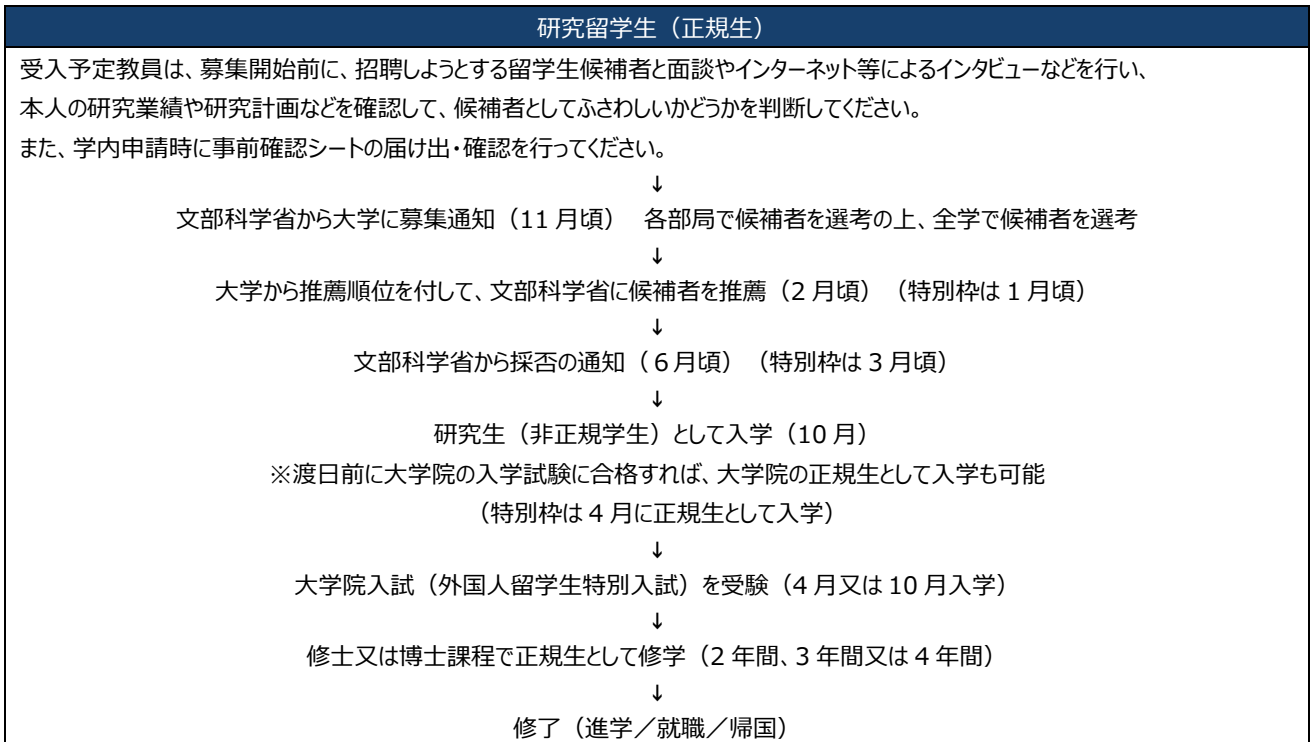 研究留学生（正規生）
受入予定教員は、募集開始前に、招聘しようとする留学生候補者と面談やインターネット等によるインタビューなどを行い、
本人の研究業績や研究計画などを確認して、候補者としてふさわしいかどうかを判断してください。
また、学内申請時に事前確認シートの届け出・確認を行ってください。
↓
文部科学省から大学に募集通知（11 月頃）　各部局で候補者を選考の上、全学で候補者を選考
↓
大学から推薦順位を付して、文部科学省に候補者を推薦（2 月頃）（特別枠は 1 月頃）
↓
文部科学省から採否の通知（６月頃）（特別枠は 3 月頃）
↓
研究生（非正規学生）として入学（10 月）
※渡日前に大学院の入学試験に合格すれば、大学院の正規生として入学も可能
（特別枠は 4 月に正規生として入学）
↓
大学院入試（外国人留学生特別入試）を受験（4 月又は 10 月入学）
↓
修士又は博士課程で正規生として修学（2 年間、3 年間又は 4 年間）
↓
修了（進学／就職／帰国）